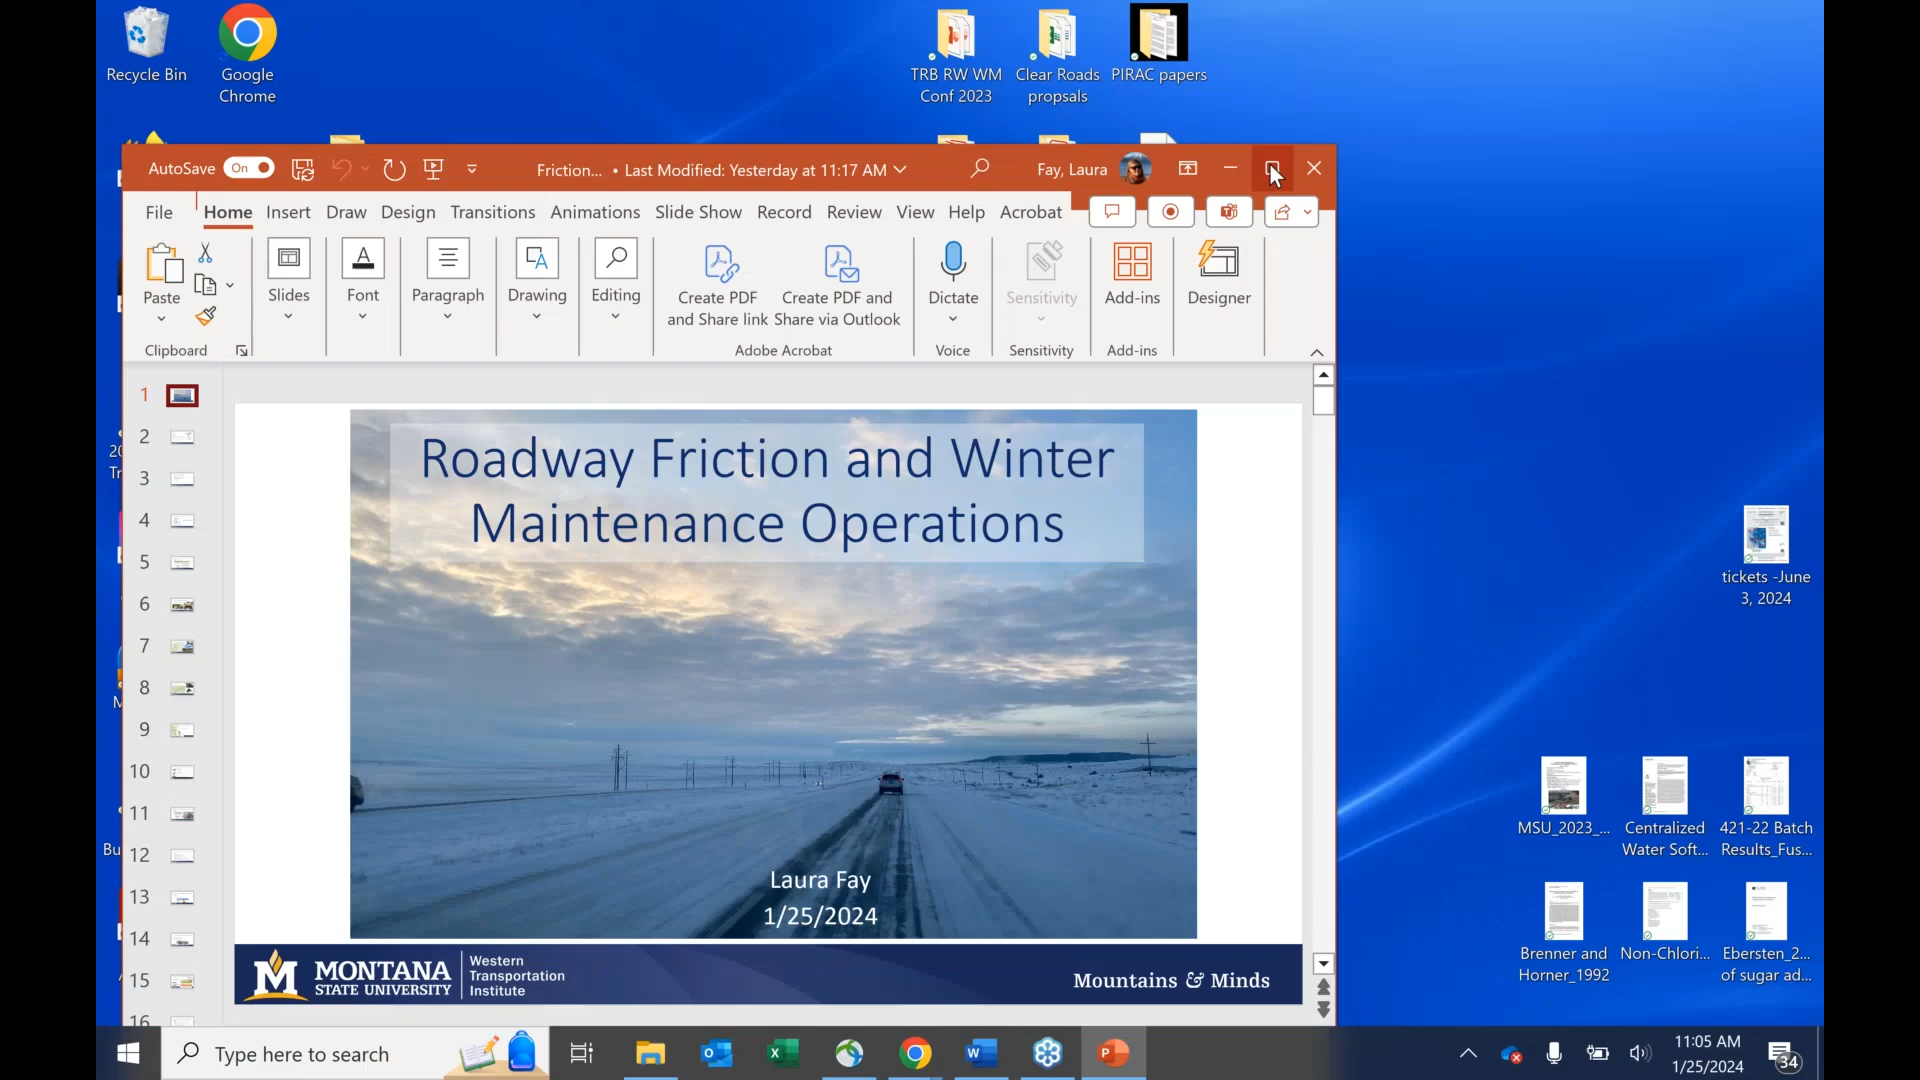 Recycle Bin
Google
Chrome
TRB RW WM
Conf 2023
Clear Roads
propsals
PIRAC papers
AutoSave On
Friction... • Last Modified: Yesterday at 11:17 AM
Fay, Laura
File Home Insert Draw Design Transitions Animations Slide Show Record Review View Help Acrobat
Paste
Slides
Font
Paragraph
Drawing
Editing
Create PDF
and Share link
Create PDF and
Share via Outlook
Dictate
Sensitivity
Add-ins
Designer
Clipboard
Adobe Acrobat
Voice
Sensitivity
Add-ins
1
2
3
4
5
6
7
8
9
10
11
12
13
14
15
16
Roadway Friction and Winter
Maintenance Operations
Laura Fay
1/25/2024
M MONTANA
STATE UNIVERSITY
Western
Transportation
Institute
Mountains & Minds
tickets -June
3, 2024
MSU_2023_...
Centralized
Water Soft...
421-22 Batch
Results_Fus...
Brenner and
Horner_1992
Non-Chlori...
Ebersten_2...
of sugar ad...
Type here to search
11:05 AM
1/25/2024
34